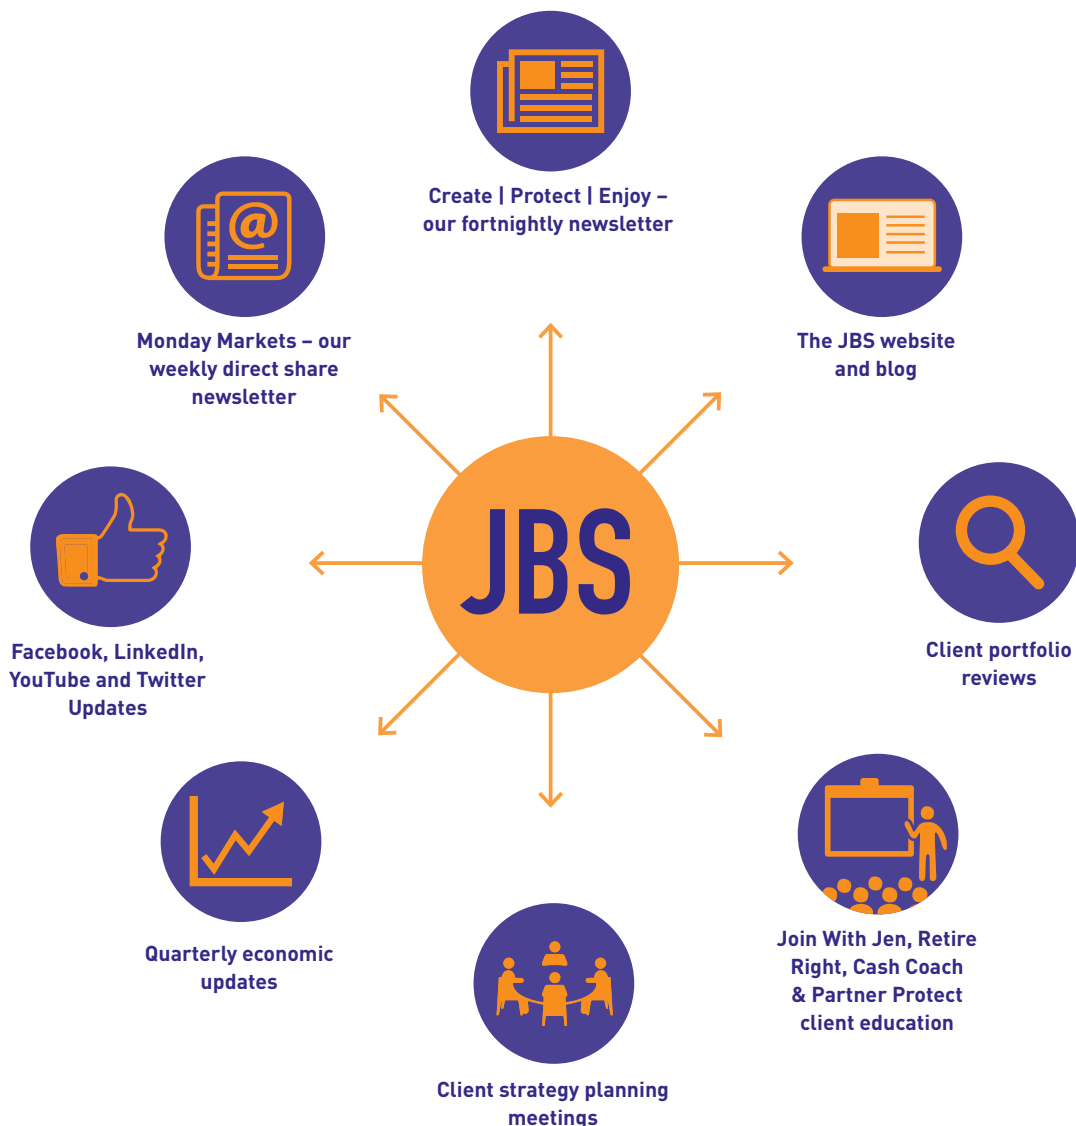 Create | Protect | Enjoy –
our fortnightly newsletter
@
Monday Markets – our
weekly direct share
newsletter
The JBS website
and blog
JBS
Facebook, LinkedIn,
YouTube and Twitter
Updates
Client portfolio
reviews
Quarterly economic
updates
Join With Jen, Retire
Right, Cash Coach
& Partner Protect
client education
Client strategy planning
meetings